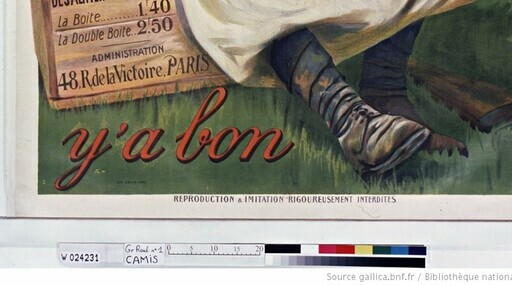 La Boite 1.40
La Double Boite. 2.50
ADMINISTRATION
48, R. de la Victoire, PARIS
y'a bon
REPRODUCTION & IMITATION RIGOUREUSEMENT INTERDITES
W 024231
Gr Roul n°1
CAMIS
0 5 10 15 20
Source gallica.bnf.fr / Bibliothèque nationa